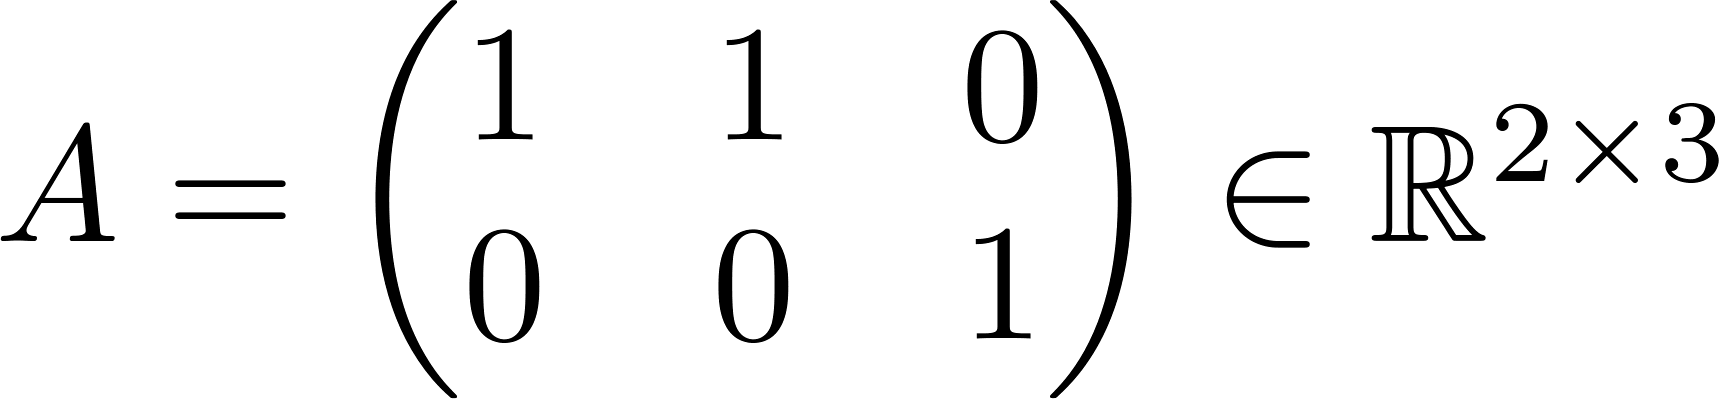 A = \begin{pmatrix} 1 & 1 & 0 \\ 0 & 0 & 1 \end{pmatrix} \in \mathbb{R}^{2 \times 3}